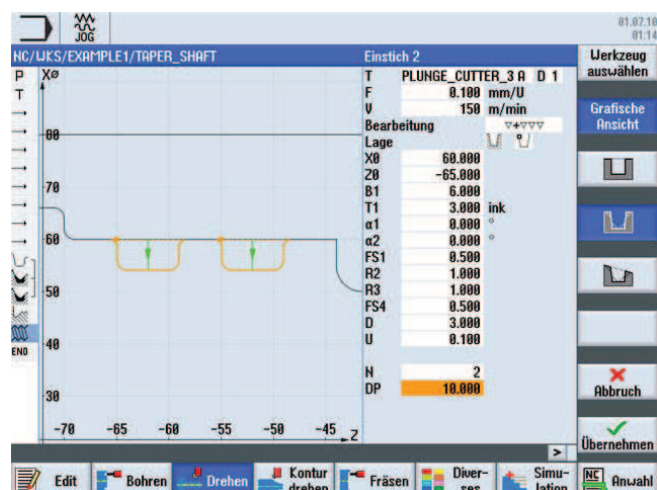 JOG
01.07.10
01:14
NC/WKS/EXAMPLE1/TAPER_SHAFT
Einstich 2
Werkzeug
auswählen
P
T
XØ
80
70
60
50
40
30
-70
-65
-60
-55
-50
-45
Z
END
T PLUNGE_CUTTER_3 A D 1
F 0.100 mm/U
V 150 m/min
Bearbeitung ▽+▽▽▽
Lage
X0 60.000
Z0 -65.000
B1 6.000
T1 3.000 ink
α1 0.000 °
α2 0.000 °
FS1 0.500
R2 1.000
R3 1.000
FS4 0.500
D 3.000
U 0.100
N 2
DP 10.000
Grafische
Ansicht
Abbruch
Übernehmen
>
Edit
Bohren
Drehen
Kontur
drehen
Fräsen
Diver-
ses
Simu-
lation
NC Anwahl